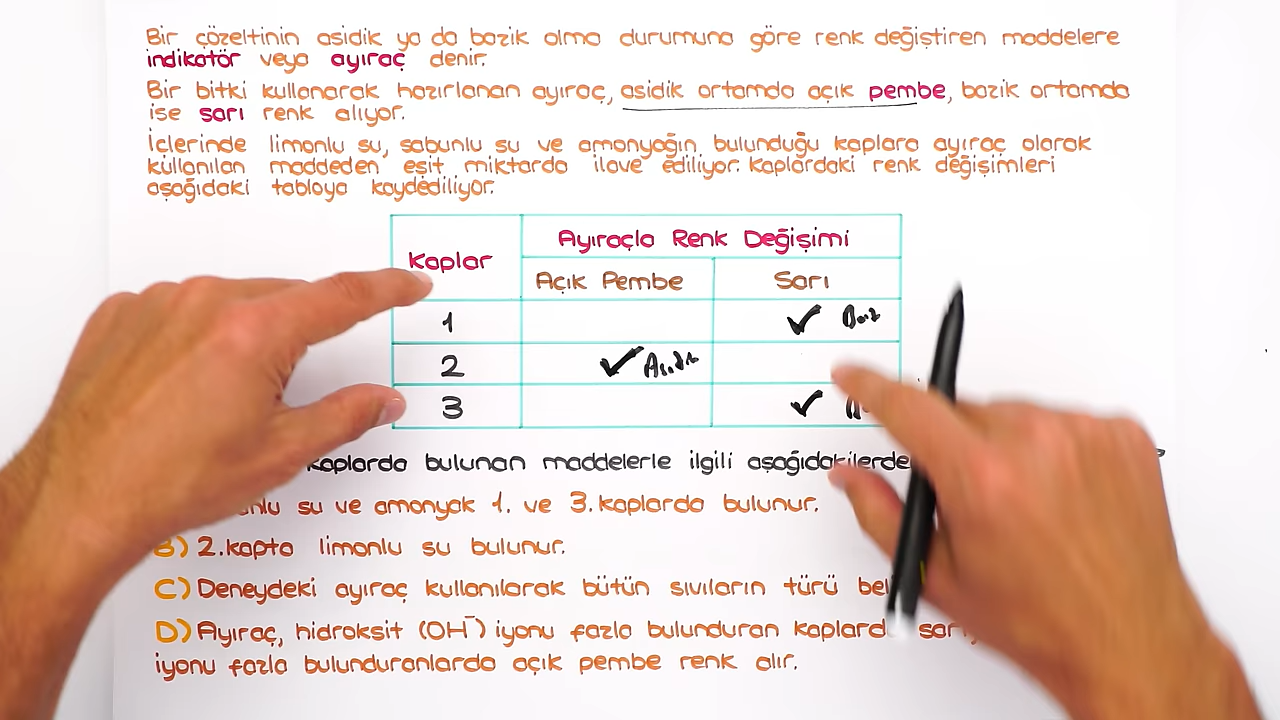 Bir çözeltinin asidik ya da bazik olma durumuna göre renk değiştiren maddelere
indikatör veya ayıraç denir.
Bir bitki kullanarak hazırlanan ayıraç, asidik ortamda açık pembe, bazik ortamda
ise sarı renk alıyor.
İçlerinde limonlu su, sabunlu su ve amonyağın bulunduğu kaplara ayıraç olarak
kullanılan maddeden eşit miktarda ilave ediliyor. Kaplardaki renk değişimleri
aşağıdaki tabloya kaydediliyor.
Ayıraçla Renk Değişimi
Kaplar
Açık Pembe Sarı
1 ✓
2 ✓ Asidik
3 ✓
kaplarda bulunan maddelerle ilgili
su ve amonyak 1. ve 3. kaplarda bulunur.
B) 2.kapta limonlu su bulunur.
C) Deneydeki ayıraç kullanılarak bütün sıvıların türü
D) Ayıraç, hidroksit (OH⁻) iyonu fazla bulunduran
iyonu fazla bulunduranlarda açık pembe renk alır.